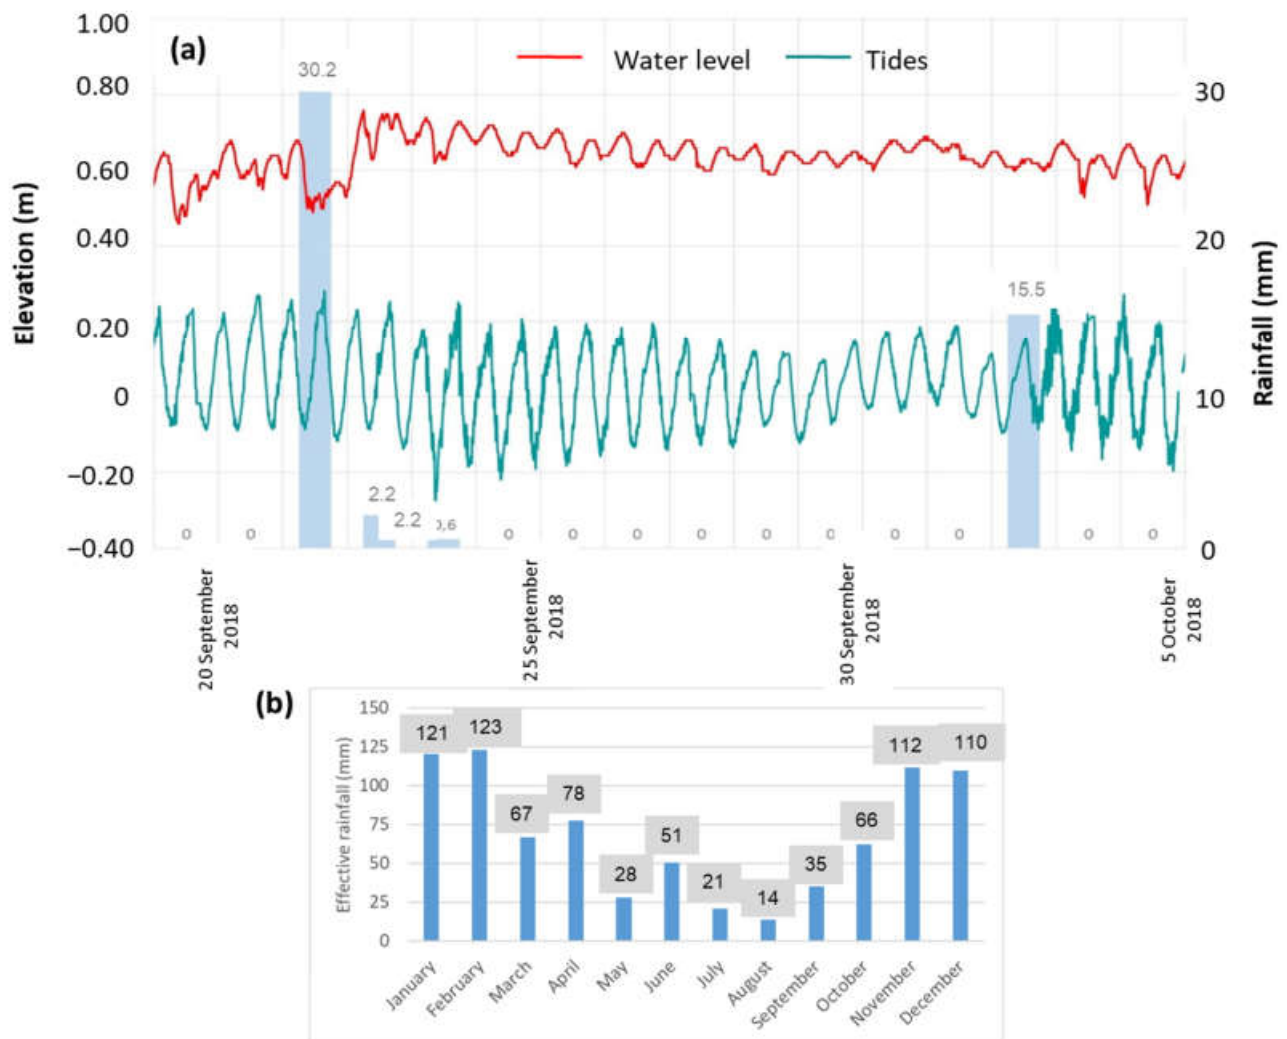 1.00
(a)
Water level
Tides
30.2
0.80
30
0.60
0.40
20
Elevation (m)
Rainfall (mm)
15.5
0.20
0
10
−0.20
2.2
2.2
0 0 0 0 0 0 0 0 0 0 0 0
−0.40
0
20 September
2018
25 September
2018
30 September
2018
5 October
2018
(b)
Effective rainfall (mm)
150
125
100
75
50
25
0
121
123
67
78
28
51
21
14
35
66
112
110
January
February
March
April
May
June
July
August
September
October
November
December